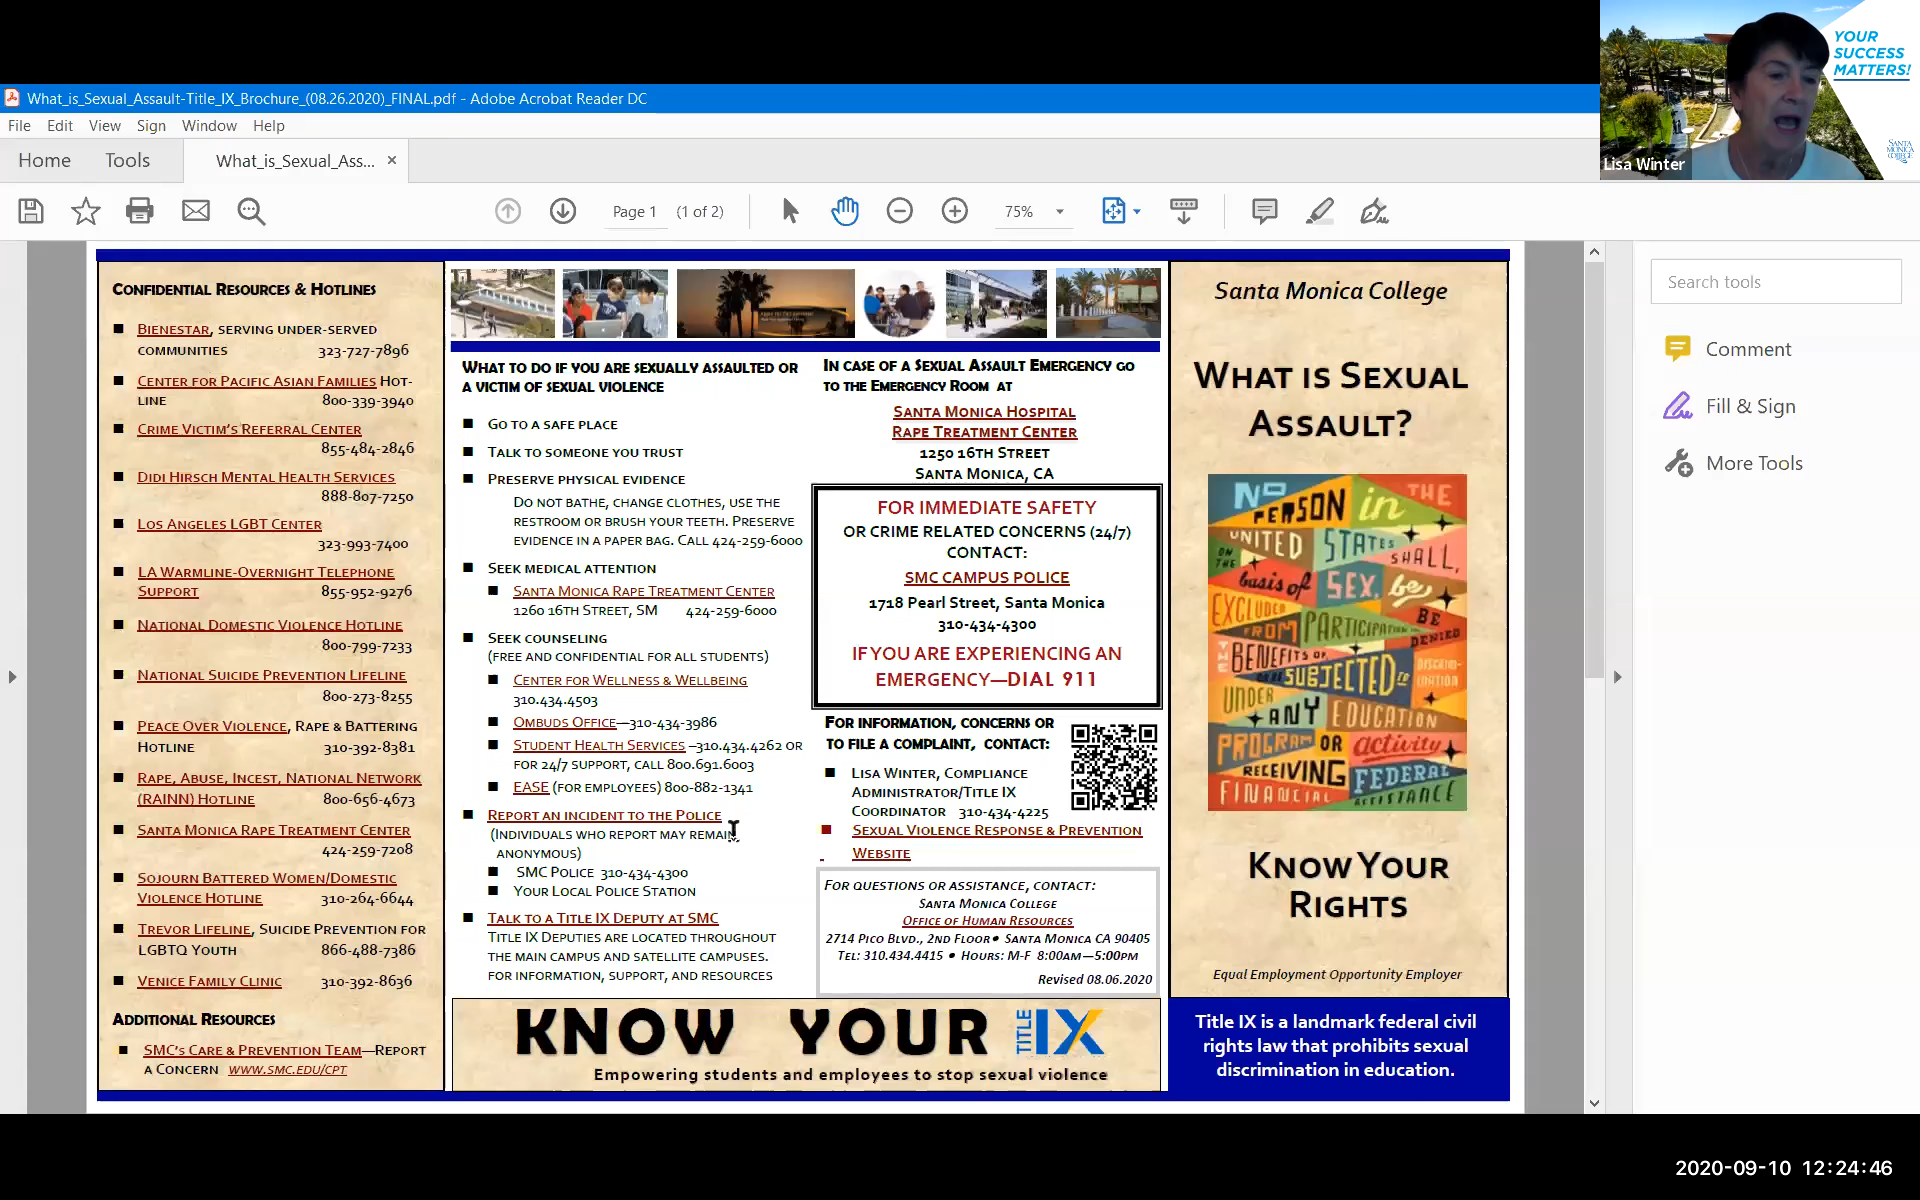 YOUR
SUCCESS
MATTERS!
SANTA
MONICA
COLLEGE
Lisa Winter
What_is_Sexual_Assault-Title_IX_Brochure_(08.26.2020)_FINAL.pdf - Adobe Acrobat Reader DC
File Edit View Sign Window Help
Home Tools What_is_Sexual_Ass... ×
Page 1 (1 of 2) 75%
Search tools
Comment
Fill & Sign
More Tools
CONFIDENTIAL RESOURCES & HOTLINES
BIENESTAR, SERVING UNDER-SERVED
COMMUNITIES 323-727-7896
CENTER FOR PACIFIC ASIAN FAMILIES HOT-
LINE 800-339-3940
CRIME VICTIM'S REFERRAL CENTER
855-484-2846
DIDI HIRSCH MENTAL HEALTH SERVICES
888-807-7250
LOS ANGELES LGBT CENTER
323-993-7400
LA WARMLINE-OVERNIGHT TELEPHONE
SUPPORT 855-952-9276
NATIONAL DOMESTIC VIOLENCE HOTLINE
800-799-7233
NATIONAL SUICIDE PREVENTION LIFELINE
800-273-8255
PEACE OVER VIOLENCE, RAPE & BATTERING
HOTLINE 310-392-8381
RAPE, ABUSE, INCEST, NATIONAL NETWORK
(RAINN) HOTLINE 800-656-4673
SANTA MONICA RAPE TREATMENT CENTER
424-259-7208
SOJOURN BATTERED WOMEN/DOMESTIC
VIOLENCE HOTLINE 310-264-6644
TREVOR LIFELINE, SUICIDE PREVENTION FOR
LGBTQ YOUTH 866-488-7386
VENICE FAMILY CLINIC 310-392-8636
ADDITIONAL RESOURCES
SMC'S CARE & PREVENTION TEAM—REPORT
A CONCERN WWW.SMC.EDU/CPT
WHAT TO DO IF YOU ARE SEXUALLY ASSAULTED OR
A VICTIM OF SEXUAL VIOLENCE
GO TO A SAFE PLACE
TALK TO SOMEONE YOU TRUST
PRESERVE PHYSICAL EVIDENCE
DO NOT BATHE, CHANGE CLOTHES, USE THE
RESTROOM OR BRUSH YOUR TEETH. PRESERVE
EVIDENCE IN A PAPER BAG. CALL 424-259-6000
SEEK MEDICAL ATTENTION
SANTA MONICA RAPE TREATMENT CENTER
1260 16TH STREET, SM 424-259-6000
SEEK COUNSELING
(FREE AND CONFIDENTIAL FOR ALL STUDENTS)
CENTER FOR WELLNESS & WELLBEING
310.434.4503
OMBUDS OFFICE—310-434-3986
STUDENT HEALTH SERVICES –310.434.4262 OR
FOR 24/7 SUPPORT, CALL 800.691.6003
EASE (FOR EMPLOYEES) 800-882-1341
REPORT AN INCIDENT TO THE POLICE
(INDIVIDUALS WHO REPORT MAY REMAIN
ANONYMOUS)
SMC POLICE 310-434-4300
YOUR LOCAL POLICE STATION
TALK TO A TITLE IX DEPUTY AT SMC
TITLE IX DEPUTIES ARE LOCATED THROUGHOUT
THE MAIN CAMPUS AND SATELLITE CAMPUSES.
FOR INFORMATION, SUPPORT, AND RESOURCES
IN CASE OF A SEXUAL ASSAULT EMERGENCY GO
TO THE EMERGENCY ROOM AT
SANTA MONICA HOSPITAL
RAPE TREATMENT CENTER
1250 16TH STREET
SANTA MONICA, CA
FOR IMMEDIATE SAFETY
OR CRIME RELATED CONCERNS (24/7)
CONTACT:
SMC CAMPUS POLICE
1718 Pearl Street, Santa Monica
310-434-4300
IF YOU ARE EXPERIENCING AN
EMERGENCY—DIAL 911
FOR INFORMATION, CONCERNS OR
TO FILE A COMPLAINT, CONTACT:
LISA WINTER, COMPLIANCE
ADMINISTRATOR/TITLE IX
COORDINATOR 310-434-4225
SEXUAL VIOLENCE RESPONSE & PREVENTION
WEBSITE
FOR QUESTIONS OR ASSISTANCE, CONTACT:
SANTA MONICA COLLEGE
OFFICE OF HUMAN RESOURCES
2714 PICO BLVD., 2ND FLOOR• SANTA MONICA CA 90405
TEL: 310.434.4415 • HOURS: M-F 8:00AM—5:00PM
Revised 08.06.2020
KNOW YOUR TITLE IX
Empowering students and employees to stop sexual violence
Santa Monica College
WHAT IS SEXUAL
ASSAULT?
NO PERSON in THE
UNITED STATES SHALL,
ON THE basis of SEX, be
EXCLUDED FROM PARTICIPATION in, BE DENIED
THE BENEFITS OF, OR BE SUBJECTED to DISCRIMINATION
UNDER ANY EDUCATION
PROGRAM OR activity
RECEIVING FEDERAL
FINANCIAL ASSISTANCE
KNOW YOUR
RIGHTS
Equal Employment Opportunity Employer
Title IX is a landmark federal civil
rights law that prohibits sexual
discrimination in education.
2020-09-10 12:24:46